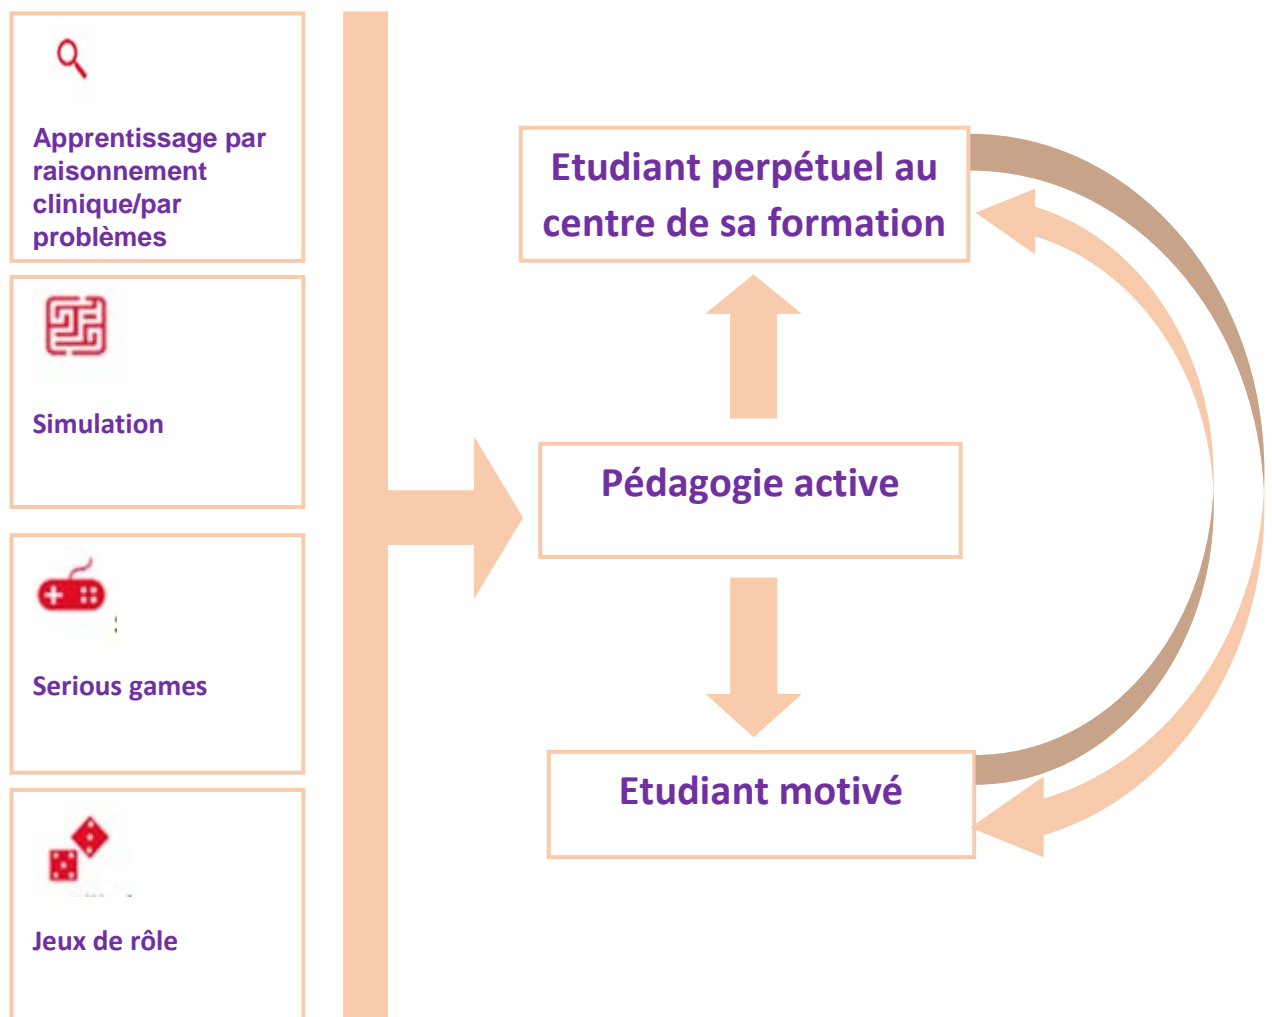 Apprentissage par
raisonnement
clinique/par
problèmes
Simulation
:
Serious games
Jeux de rôle
Etudiant perpétuel au
centre de sa formation
Pédagogie active
Etudiant motivé